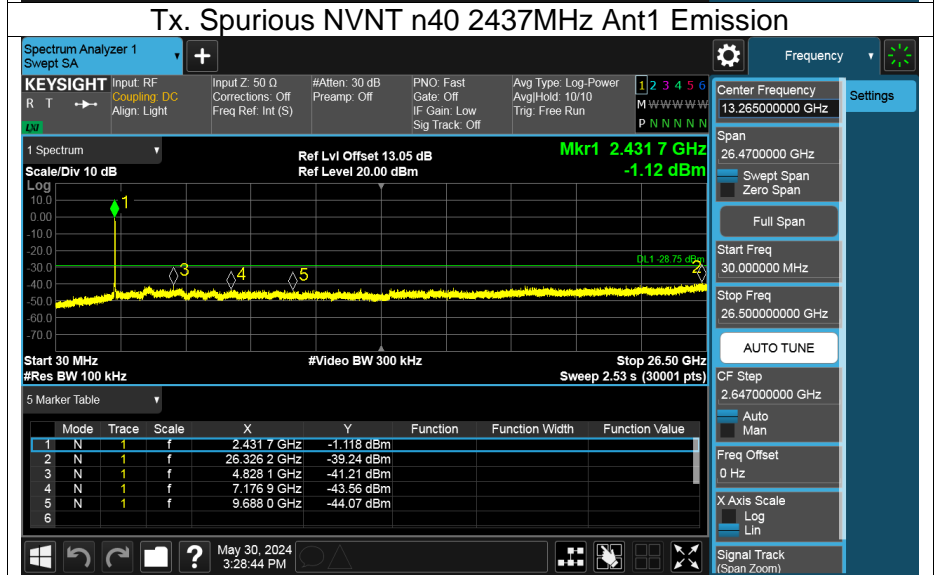 Tx. Spurious NVNT n40 2437MHz Ant1 Emission
Spectrum Analyzer 1
Swept SA
+
Frequency
KEYSIGHT
R T
LXI
Input: RF
Coupling: DC
Align: Light
Input Z: 50 Ω
Corrections: Off
Freq Ref: Int (S)
#Atten: 30 dB
Preamp: Off
PNO: Fast
Gate: Off
IF Gain: Low
Sig Track: Off
Avg Type: Log-Power
Avg|Hold: 10/10
Trig: Free Run
1 2 3 4 5 6
M W W W W W
P N N N N N
Settings
Center Frequency
13.265000000 GHz
Span
26.4700000 GHz
Swept Span
Zero Span
Full Span
Start Freq
30.000000 MHz
Stop Freq
26.500000000 GHz
AUTO TUNE
CF Step
2.647000000 GHz
Auto
Man
Freq Offset
0 Hz
X Axis Scale
Log
Lin
Signal Track
(Span Zoom)
1 Spectrum
Scale/Div 10 dB
Ref Lvl Offset 13.05 dB
Ref Level 20.00 dBm
Mkr1 2.431 7 GHz
-1.12 dBm
Log
10.0
0.00
-10.0
-20.0
-30.0
-40.0
-50.0
-60.0
-70.0
1
3
4
5
2
DL1 -28.75 dBm
Start 30 MHz
#Video BW 300 kHz
Stop 26.50 GHz
#Res BW 100 kHz
Sweep 2.53 s (30001 pts)
5 Marker Table
Mode Trace Scale X Y Function Function Width Function Value
1 N 1 f 2.431 7 GHz -1.118 dBm
2 N 1 f 26.326 2 GHz -39.24 dBm
3 N 1 f 4.828 1 GHz -41.21 dBm
4 N 1 f 7.176 9 GHz -43.56 dBm
5 N 1 f 9.688 0 GHz -44.07 dBm
6
?
May 30, 2024
3:28:44 PM